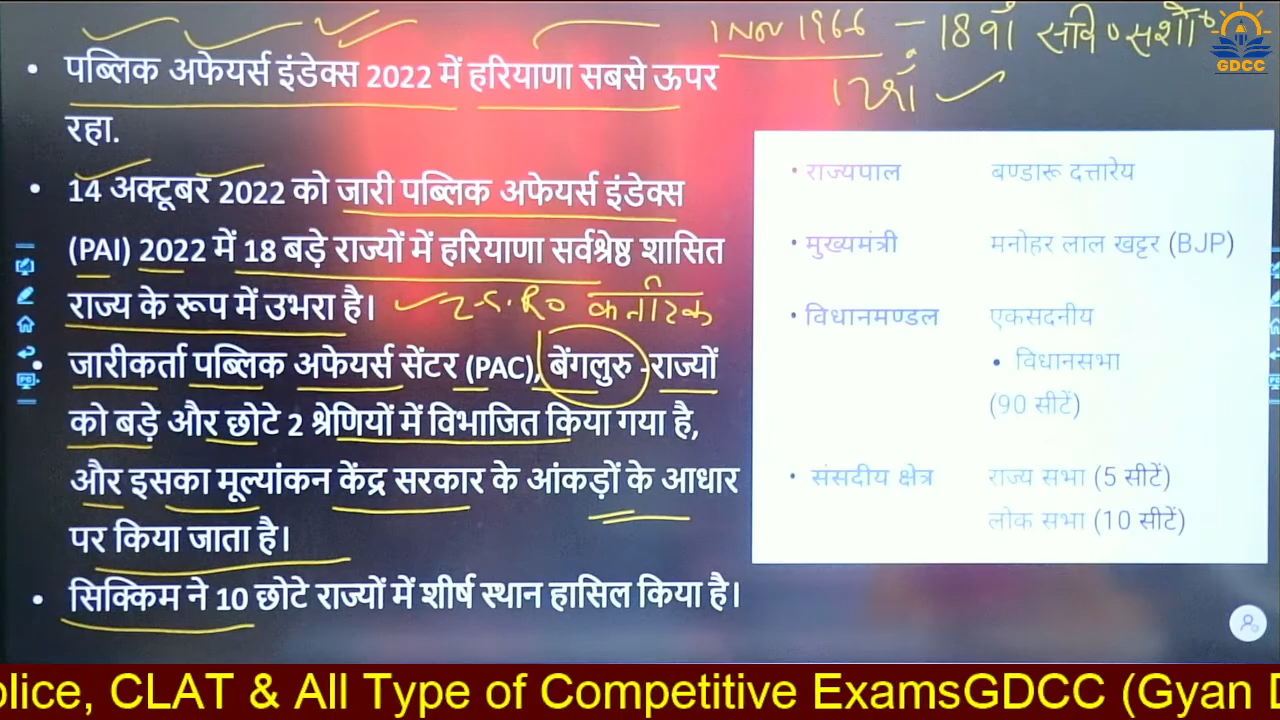 1 Nov 1966 – 18वाँ सवि० संशो०
GDCC
• पब्लिक अफेयर्स इंडेक्स 2022 में हरियाणा सबसे ऊपर
रहा.
• 14 अक्टूबर 2022 को जारी पब्लिक अफेयर्स इंडेक्स
(PAI) 2022 में 18 बड़े राज्यों में हरियाणा सर्वश्रेष्ठ शासित
राज्य के रूप में उभरा है।
• जारीकर्ता पब्लिक अफेयर्स सेंटर (PAC), बेंगलुरु -राज्यों
को बड़े और छोटे 2 श्रेणियों में विभाजित किया गया है,
और इसका मूल्यांकन केंद्र सरकार के आंकड़ों के आधार
पर किया जाता है।
• सिक्किम ने 10 छोटे राज्यों में शीर्ष स्थान हासिल किया है।
• राज्यपाल बण्डारू दत्तारेय
• मुख्यमंत्री मनोहर लाल खट्टर (BJP)
• विधानमण्डल एकसदनीय
• विधानसभा
(90 सीटें)
• संसदीय क्षेत्र राज्य सभा (5 सीटें)
लोक सभा (10 सीटें)
olice, CLAT & All Type of Competitive ExamsGDCC (Gyan